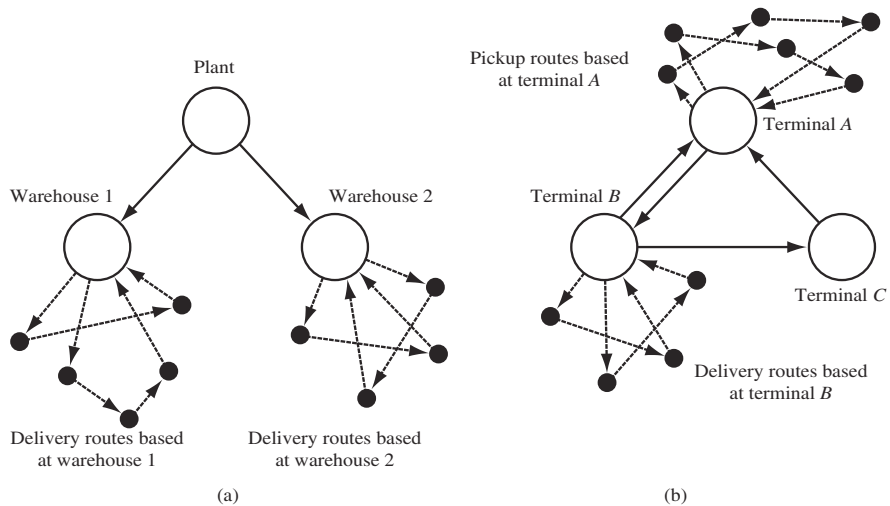 Plant
Warehouse 1
Warehouse 2
Delivery routes based
at warehouse 1
Delivery routes based
at warehouse 2
(a)
Pickup routes based
at terminal A
Terminal A
Terminal B
Terminal C
Delivery routes based
at terminal B
(b)